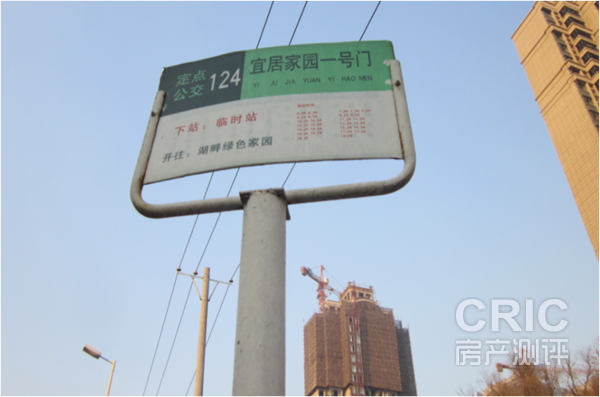 定点公交
124
宜居家园一号门
YI JU JIA YUAN YI HAO MEN
下站：临时站
开往：湖畔绿色家园
CRIC
房产测评